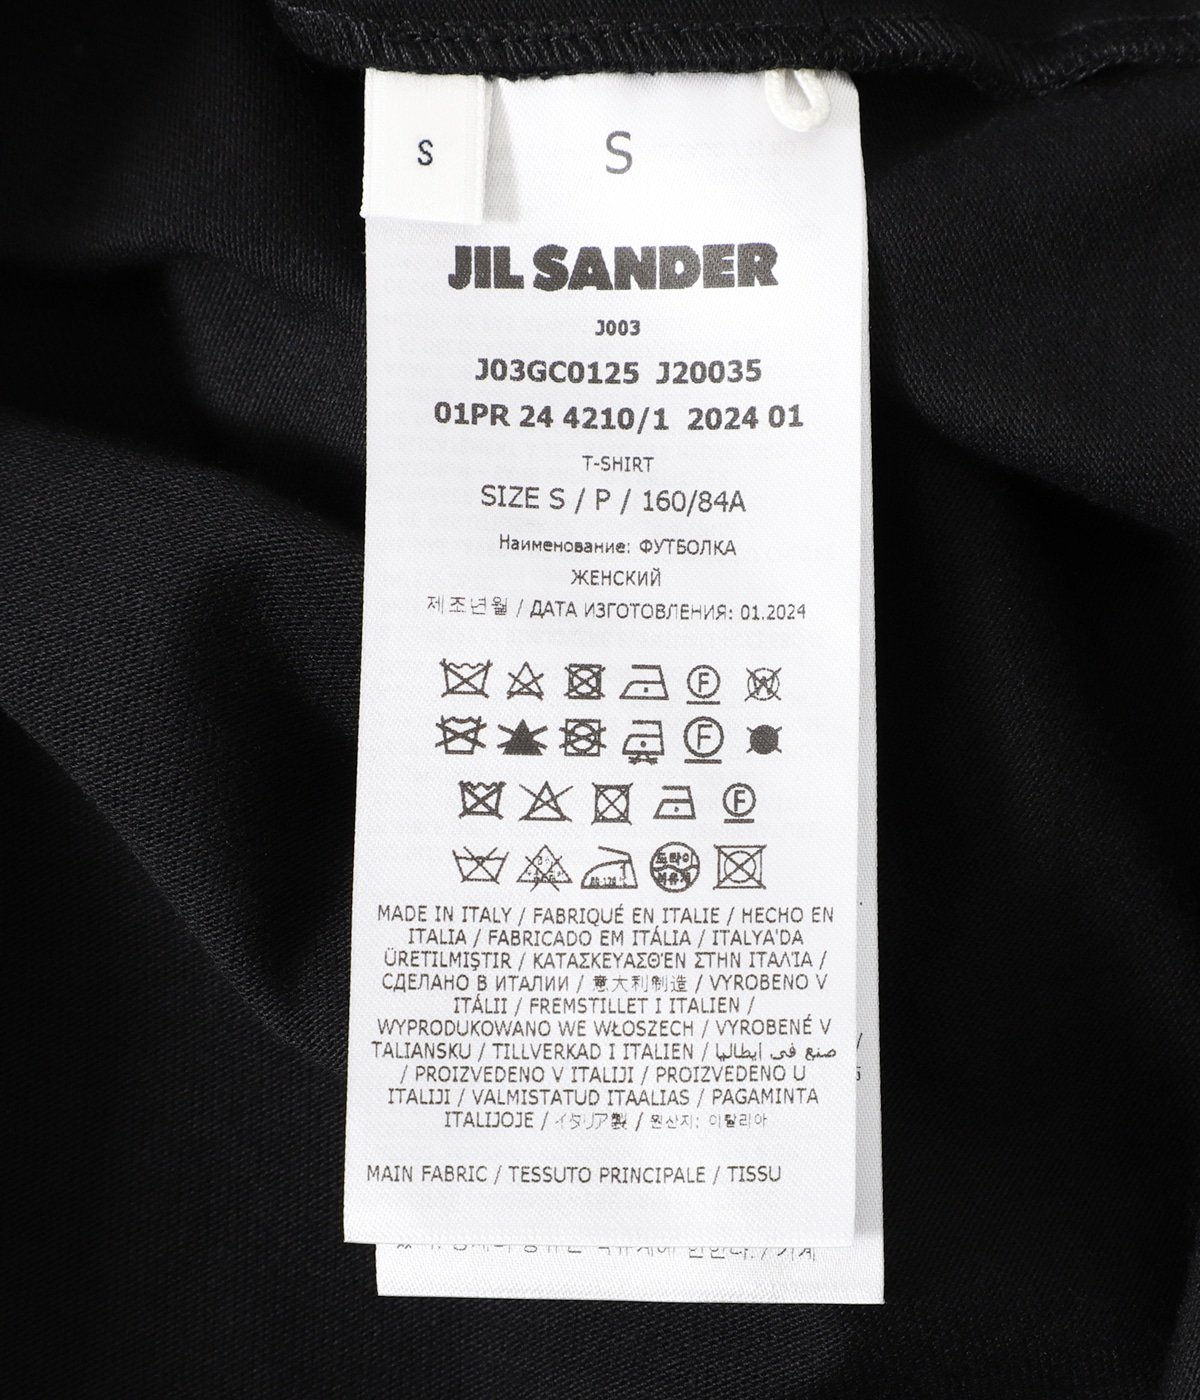 S
S
JIL SANDER
J003
J03GC0125 J20035
01PR 24 4210/1 2024 01
T-SHIRT
SIZE S / P / 160/84A
Наименование: ФУТБОЛКА
ЖЕНСКИЙ
제조년월 / ДАТА ИЗГОТОВЛЕНИЯ: 01.2024
F W
F
F
드라이
MADE IN ITALY / FABRIQUÉ EN ITALIE / HECHO EN
ITALIA / FABRICADO EM ITÁLIA / ITALYA'DA
ÜRETILMIŞTIR / ΚΑΤΑΣΚΕΥΑΣΘΈΝ ΣΤΗΝ ΙΤΑΛΊΑ /
СДЕЛАНО В ИТАЛИИ / 意大利制造 / VYROBENO V
ITÁLII / FREMSTILLET I ITALIEN /
WYPRODUKOWANO WE WŁOSZECH / VYROBENÉ V
TALIANSKU / TILLVERKAD I ITALIEN / صنع في ايطاليا
/ PROIZVEDENO V ITALIJI / PROIZVEDENO U
ITALIJI / VALMISTATUD ITAALIAS / PAGAMINTA
ITALIJOJE / イタリア製 / 원산지: 이탈리아
MAIN FABRIC / TESSUTO PRINCIPALE / TISSU